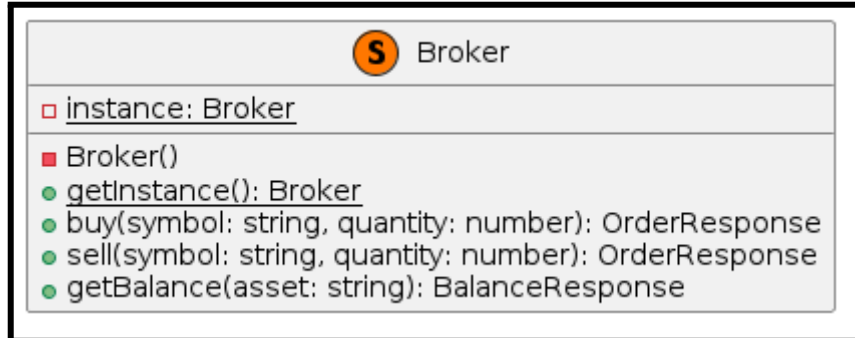 S Broker
instance: Broker
Broker()
getInstance(): Broker
buy(symbol: string, quantity: number): OrderResponse
sell(symbol: string, quantity: number): OrderResponse
getBalance(asset: string): BalanceResponse